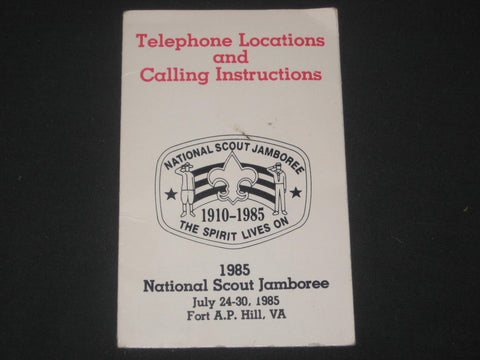 Telephone Locations
and
Calling Instructions
NATIONAL SCOUT JAMBOREE
1910-1985
THE SPIRIT LIVES ON
1985
National Scout Jamboree
July 24-30, 1985
Fort A.P. Hill, VA